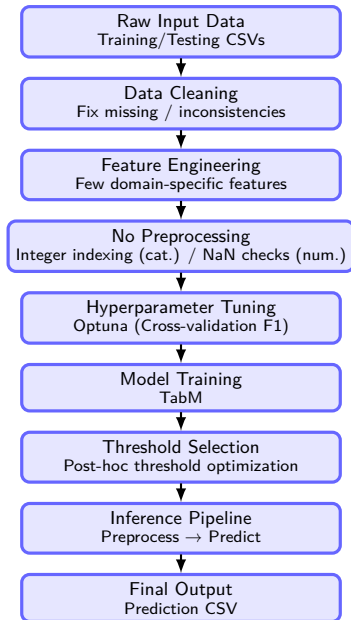 Raw Input Data
Training/Testing CSVs
Data Cleaning
Fix missing / inconsistencies
Feature Engineering
Few domain-specific features
No Preprocessing
Integer indexing (cat.) / NaN checks (num.)
Hyperparameter Tuning
Optuna (Cross-validation F1)
Model Training
TabM
Threshold Selection
Post-hoc threshold optimization
Inference Pipeline
Preprocess → Predict
Final Output
Prediction CSV